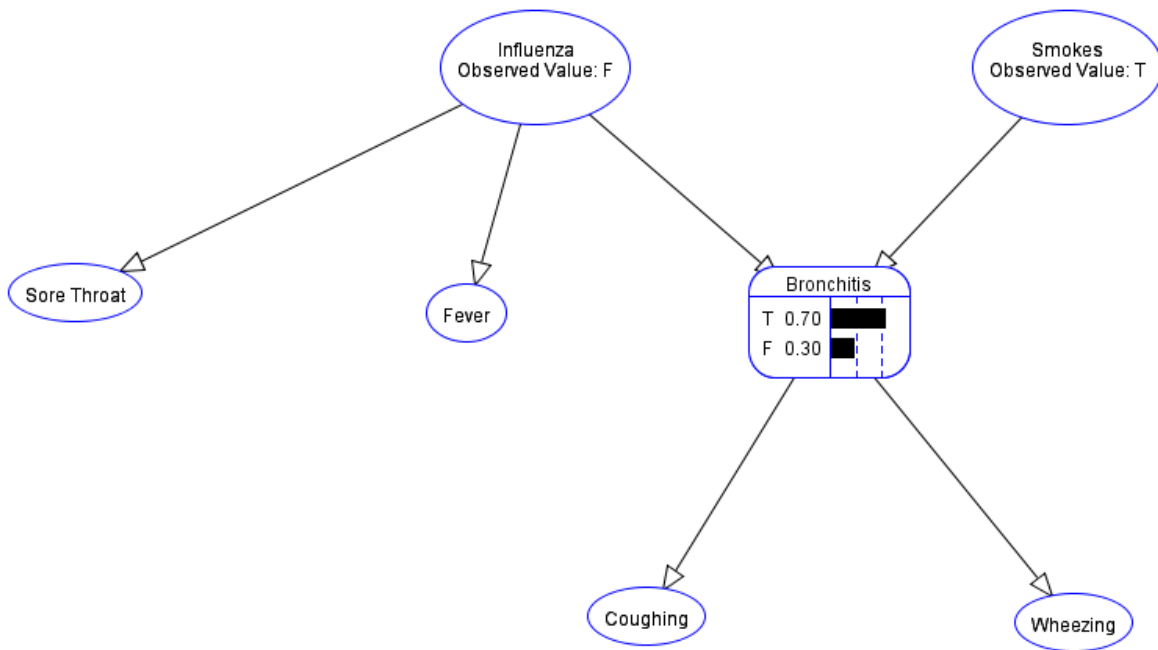 Influenza
Observed Value: F
Smokes
Observed Value: T
Sore Throat
Fever
Bronchitis
T 0.70
F 0.30
Coughing
Wheezing